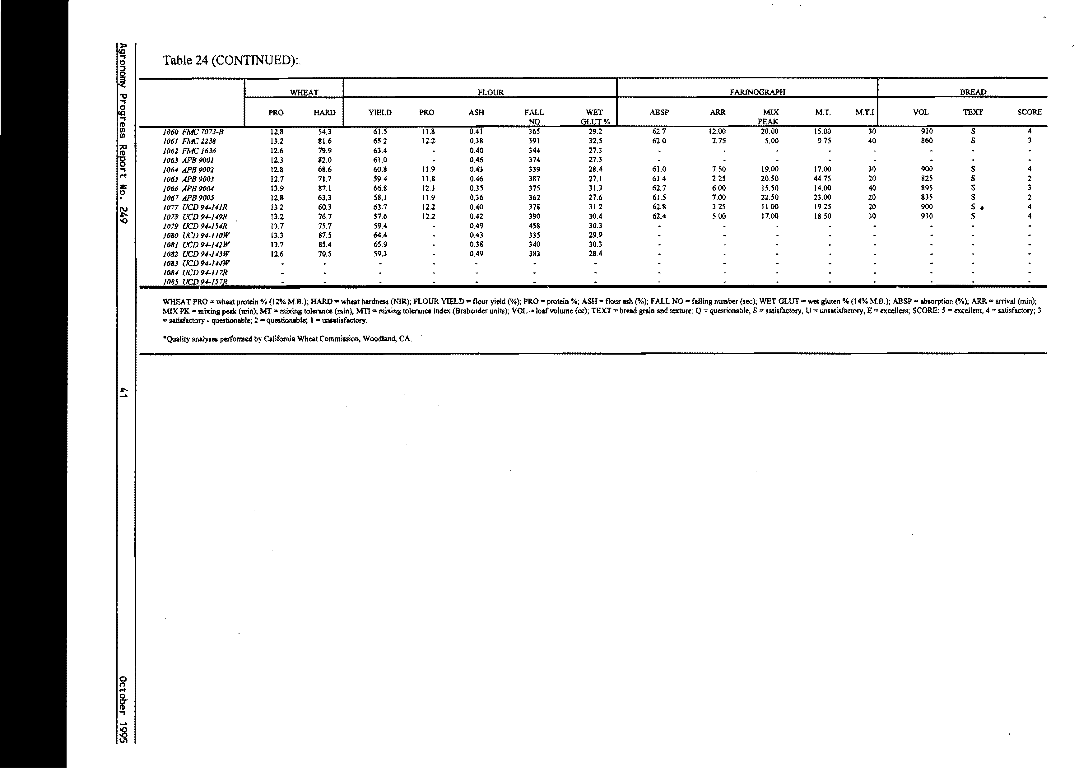 Table 24 (CONTINUED):
WHEAT FLOUR FARINOGRAPH BREAD
PRO HARD YIELD PRO ASH FALL NO WET GLUT % ABSP ARR MIX PEAK M.T. M.T.I VOL TEXT SCORE
1060 FMC 7073-B 12.8 54.3 61.5 11.8 0.41 365 29.2 62.7 12.00 20.00 15.00 30 910 S 4
1061 FMC 2238 13.2 81.6 65.2 12.2 0.38 391 32.5 62.0 2.75 5.00 9.75 40 860 S 3
1062 FMC 1636 12.6 79.9 63.4 - 0.40 344 27.3 - - - - - - - -
1063 APB 9001 12.3 82.0 61.0 - 0.46 374 27.3 - - - - - - - -
1064 APB 9002 12.8 68.6 60.8 11.9 0.43 339 28.4 61.0 7.50 19.00 17.00 30 900 S 4
1065 APB 9003 12.7 71.7 59.4 11.8 0.46 387 27.1 61.4 2.25 20.50 44.75 20 825 S 2
1066 APB 9004 13.9 87.1 66.8 12.1 0.35 375 31.3 62.7 6.00 15.50 14.00 40 895 S 3
1067 APB 9005 12.8 63.3 58.1 11.9 0.36 362 27.6 61.5 7.00 22.50 23.00 20 835 S 2
1077 UCD 94-141R 13.2 60.3 63.7 12.2 0.40 378 31.2 62.8 3.25 11.00 19.25 20 900 S 4
1078 UCD 94-149R 13.2 76.7 57.6 12.2 0.42 390 30.4 62.4 5.00 17.00 18.50 30 910 S 4
1079 UCD 94-154R 13.7 75.7 59.4 - 0.49 458 30.3 - - - - - - - -
1080 UCD 94-110W 13.3 87.5 64.4 - 0.43 335 29.9 - - - - - - - -
1081 UCD 94-142W 13.7 85.4 65.9 - 0.38 340 30.3 - - - - - - - -
1082 UCD 94-143W 12.6 70.5 59.3 - 0.49 383 28.4 - - - - - - - -
1083 UCD 94-144W - - - - - - - - - - - - - - -
1084 UCD 94-117R - - - - - - - - - - - - - - -
1085 UCD 94-157R - - - - - - - - - - - - - - -
WHEAT PRO = wheat protein % (12% M.B.); HARD = wheat hardness (NIR); FLOUR YIELD = flour yield (%); PRO = protein %; ASH = flour ash (%); FALL NO = falling number (sec); WET GLUT = wet gluten % (14% M.B.); ABSP = absorption (%), ARR = arrival (min);
MIX PK = mixing peak (min), MT = mixing tolerance (min), MTI = mixing tolerance index (Brabender units); VOL = loaf volume (cc); TEXT = bread grain and texture: Q = questionable, S = satisfactory, U = unsatisfactory, E = excellent; SCORE: 5 = excellent, 4 = satisfactory; 3
= satisfactory - questionable; 2 = questionable; 1 = unsatisfactory.
*Quality analyses performed by California Wheat Commission, Woodland, CA.
Agronomy Progress Report No. 249 41 October 1995